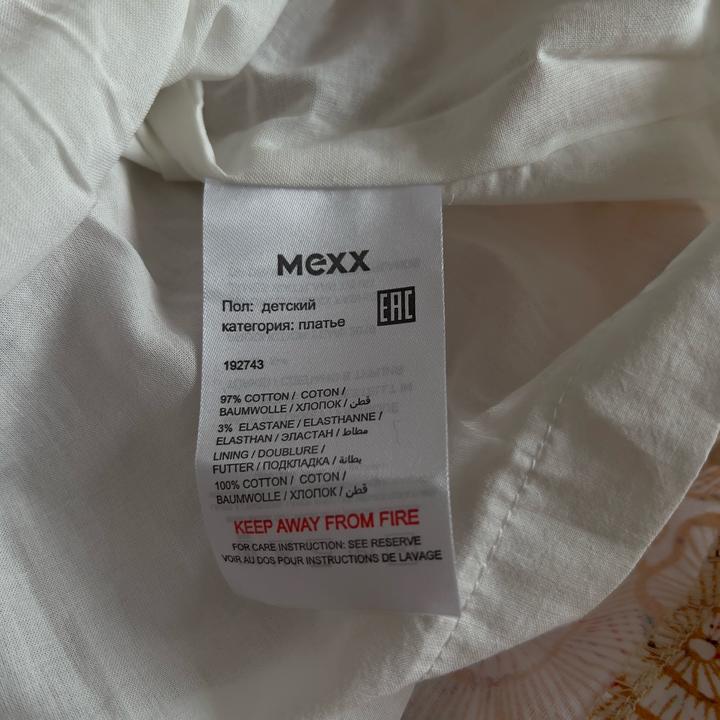 Mexx
Пол: детский
EAC
категория: платье
192743
97% COTTON / COTON /
BAUMWOLLE / ХЛОПОК / قطن
3% ELASTANE / ELASTHANNE /
ELASTHAN / ЭЛАСТАН / مطاط
LINING / DOUBLURE /
FUTTER / ПОДКЛАДКА / بطانة
100% COTTON / COTON /
BAUMWOLLE / ХЛОПОК / قطن
KEEP AWAY FROM FIRE
FOR CARE INSTRUCTION: SEE RESERVE
VOIR AU DOS POUR INSTRUCTIONS DE LAVAGE